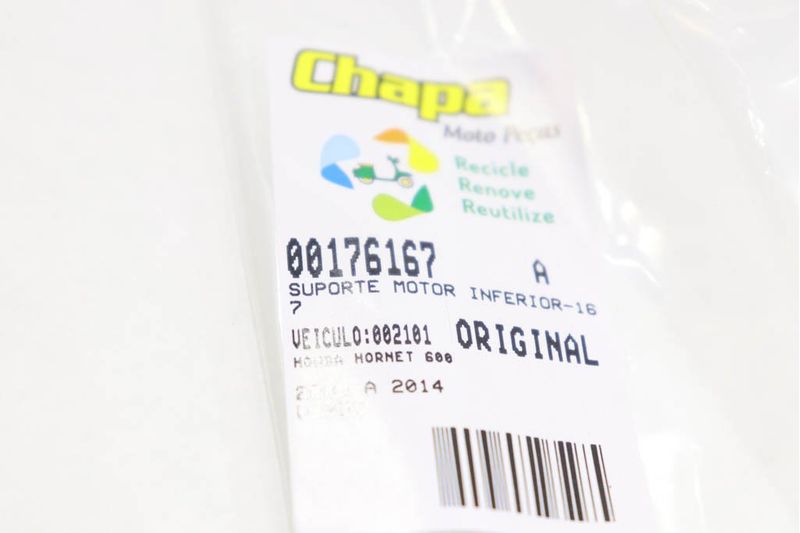 Chapa
Moto Peças
Recicle
Renove
Reutilize
00176167 A
SUPORTE MOTOR INFERIOR-16
7
VEICULO:002101 ORIGINAL
HONDA HORNET 600
A 2014